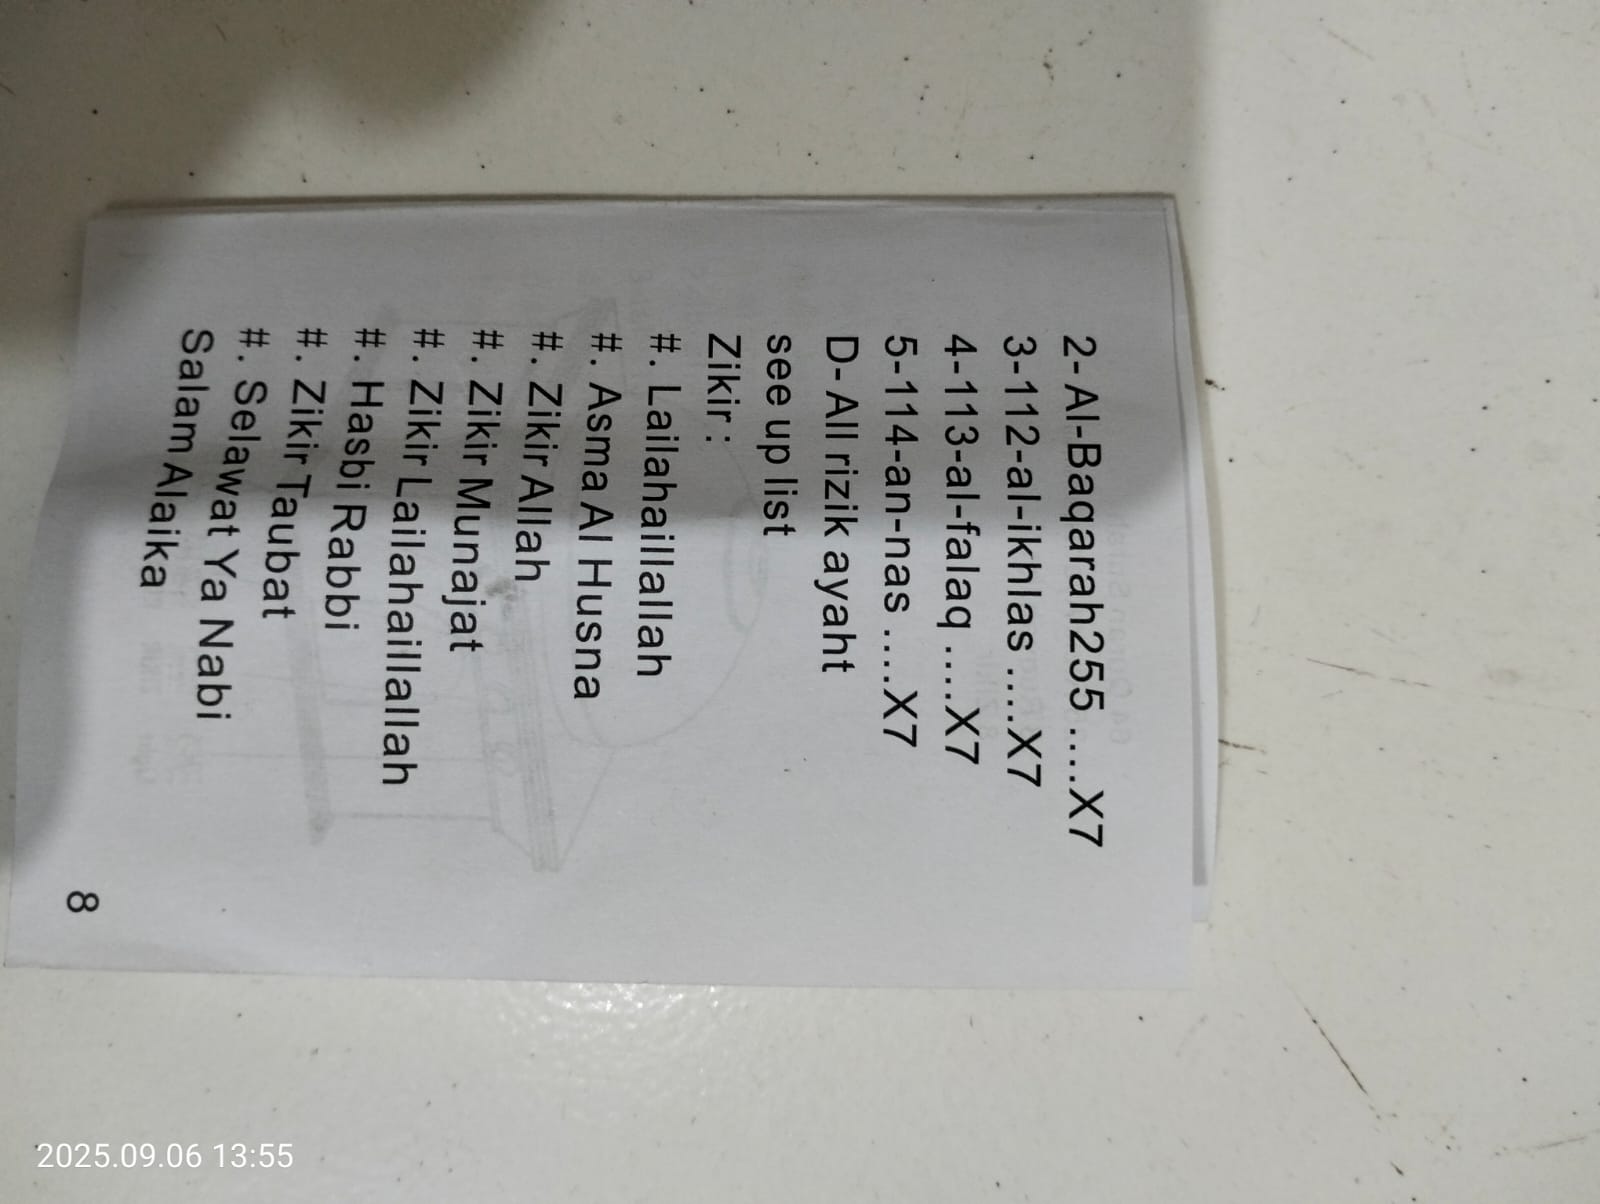 2- Al-Baqarah255 .....X7
3-112-al-ikhlas .....X7
4-113-al-falaq .....X7
5-114-an-nas .....X7
D- All rizik ayaht
see up list
Zikir :
#. Lailahaillallah
#. Asma Al Husna
#. Zikir Allah
#. Zikir Munajat
#. Zikir Lailahaillallah
#. Hasbi Rabbi
#. Zikir Taubat
#. Selawat Ya Nabi
Salam Alaika
8
2025.09.06 13:55